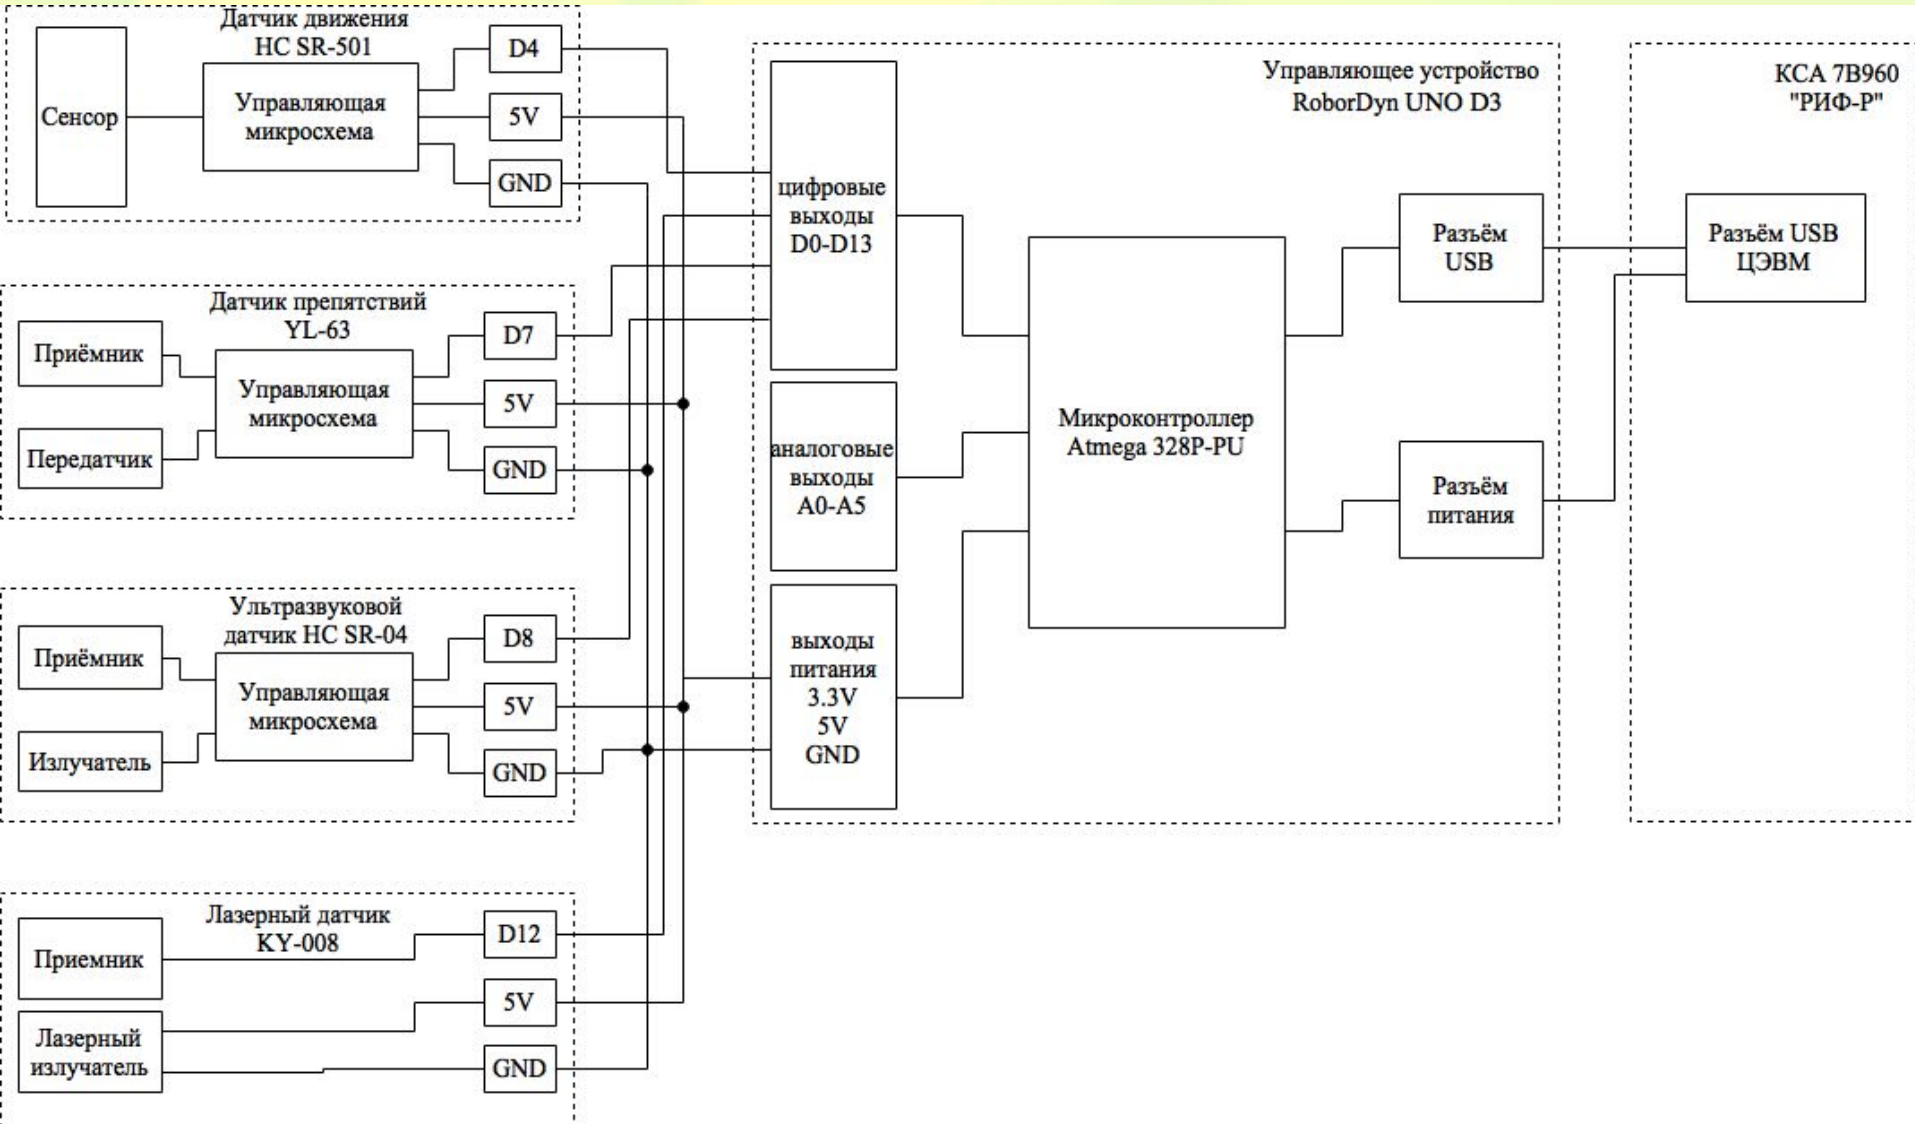 Датчик движения
HC SR-501
Сенсор
Управляющая
микросхема
D4
5V
GND
Датчик препятствий
YL-63
Приёмник
Передатчик
Управляющая
микросхема
D7
5V
GND
Ультразвуковой
датчик HC SR-04
Приёмник
Излучатель
Управляющая
микросхема
D8
5V
GND
Лазерный датчик
KY-008
Приемник
Лазерный
излучатель
D12
5V
GND
Управляющее устройство
RoborDyn UNO D3
цифровые
выходы
D0-D13
аналоговые
выходы
A0-A5
выходы
питания
3.3V
5V
GND
Микроконтроллер
Atmega 328P-PU
Разъём
USB
Разъём
питания
КСА 7В960
"РИФ-Р"
Разъём USB
ЦЭВМ